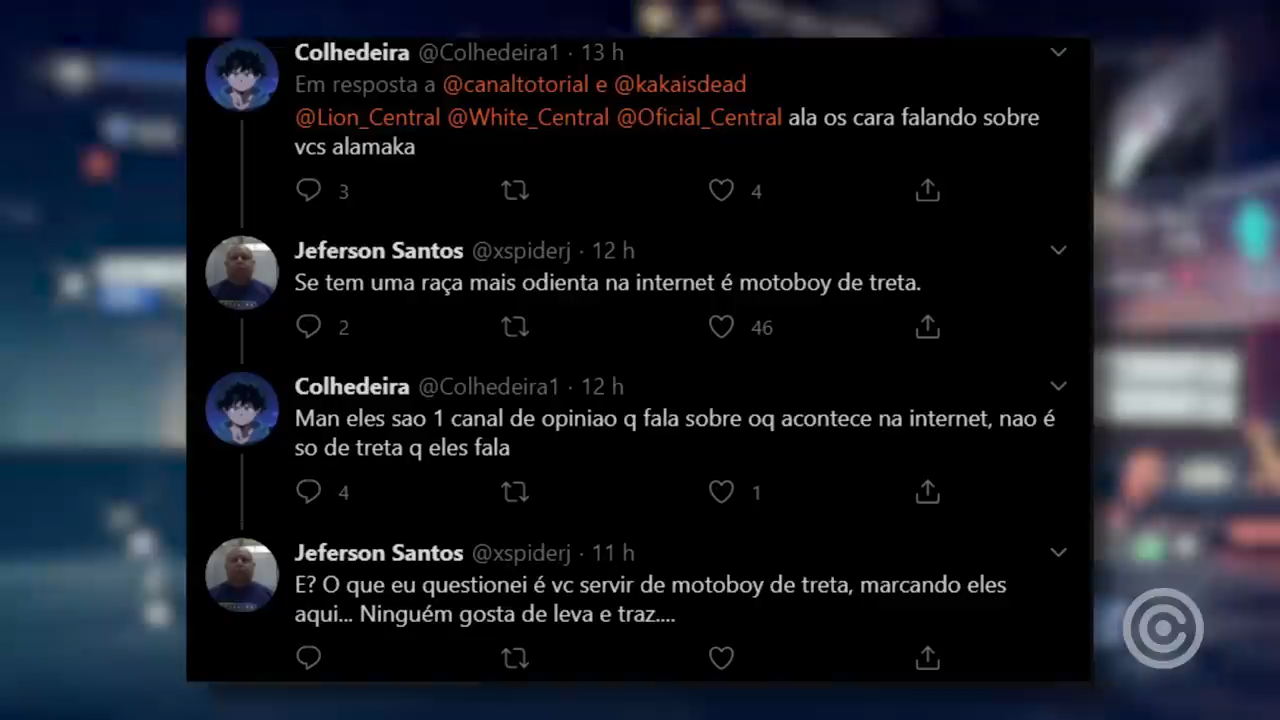 Colhedeira @Colhedeira1 · 13 h
Em resposta a @canaltotorial e @kakaisdead
@Lion_Central @White_Central @Oficial_Central ala os cara falando sobre
vcs alamaka
3 4
Jeferson Santos @xspiderj · 12 h
Se tem uma raça mais odienta na internet é motoboy de treta.
2 46
Colhedeira @Colhedeira1 · 12 h
Man eles sao 1 canal de opiniao q fala sobre oq acontece na internet, nao é
so de treta q eles fala
4 1
Jeferson Santos @xspiderj · 11 h
E? O que eu questionei é vc servir de motoboy de treta, marcando eles
aqui... Ninguém gosta de leva e traz....